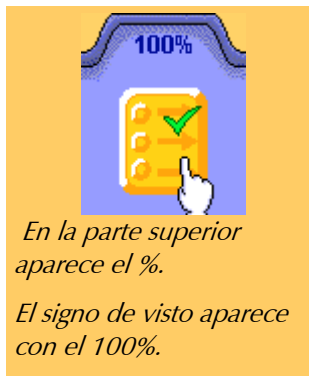 100%
En la parte superior
aparece el %.
El signo de visto aparece
con el 100%.